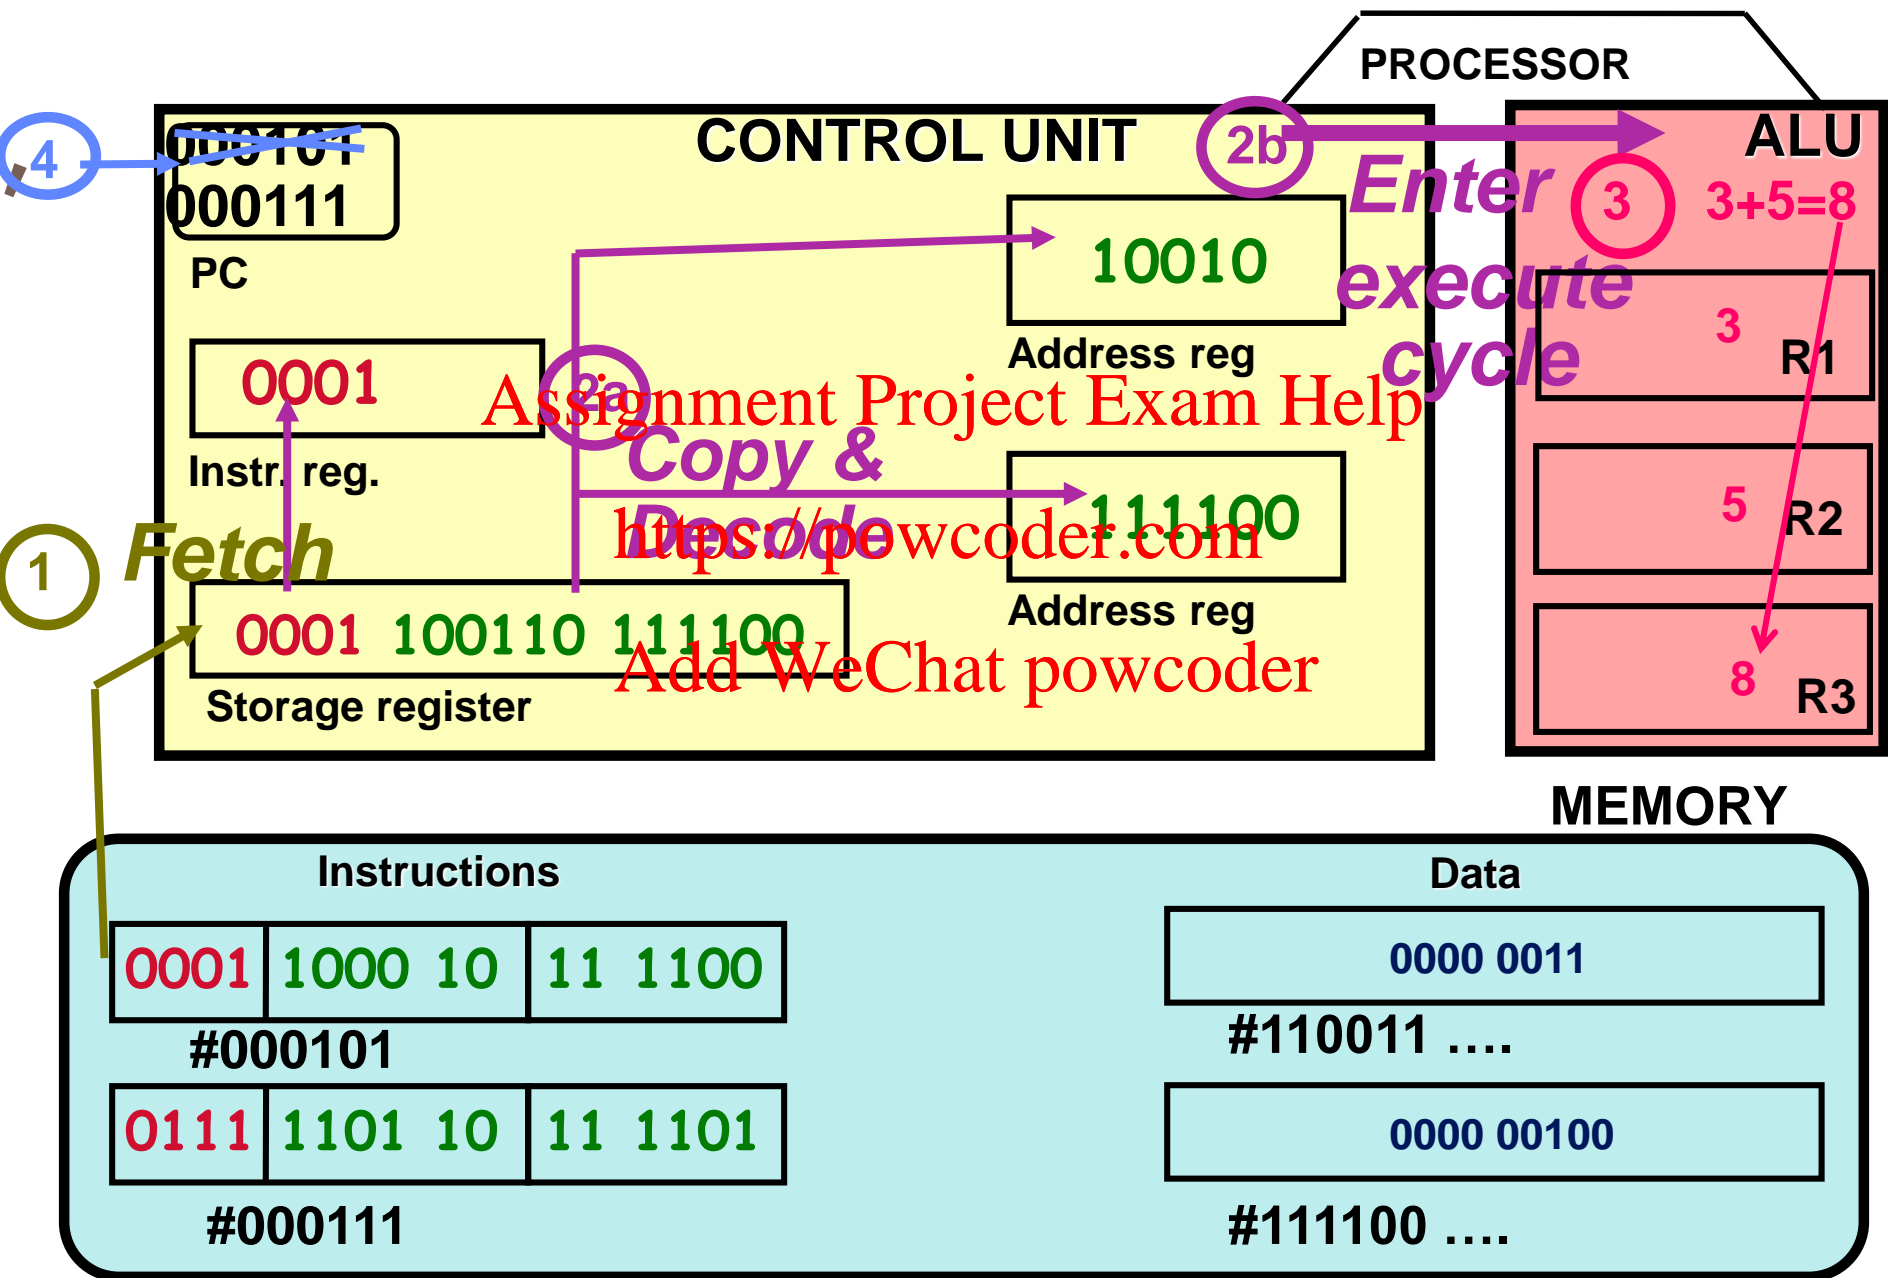 PROCESSOR
4
000101
000111
PC
CONTROL UNIT
2b
Enter
execute
cycle
ALU
3
3+5=8
10010
Address reg
3
R1
0001
Instr. reg.
2a
Copy &
Decode
Assignment Project Exam Help
111100
Address reg
5
R2
https://powcoder.com
1
Fetch
0001 100110 111100
Storage register
Add WeChat powcoder
8
R3
MEMORY
Instructions
Data
0001 1000 10 11 1100
#000101
0000 0011
#110011 ....
0111 1101 10 11 1101
#000111
0000 00100
#111100 ....